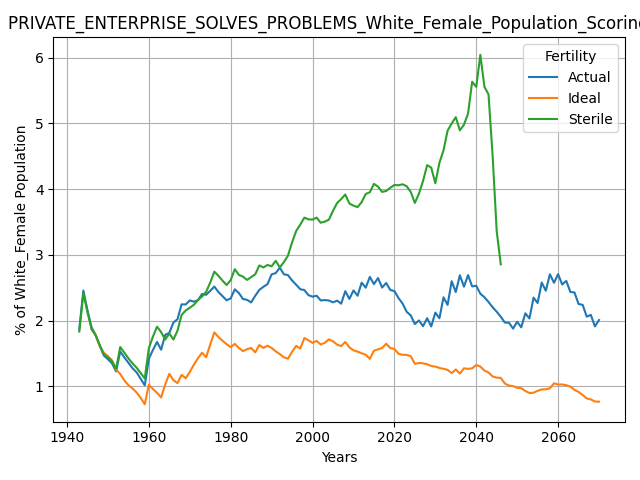 PRIVATE_ENTERPRISE_SOLVES_PROBLEMS_White_Female_Population_Scoring
Fertility
Actual
Ideal
Sterile
% of White_Female Population
6
5
4
3
2
1
1940 1960 1980 2000 2020 2040 2060
Years